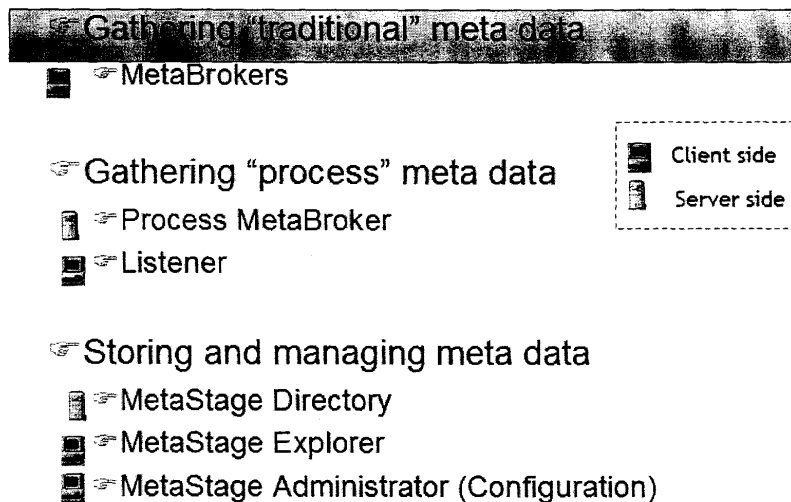 Gathering “traditional” meta data
MetaBrokers
Gathering “process” meta data
Process MetaBroker
Listener
Storing and managing meta data
MetaStage Directory
MetaStage Explorer
MetaStage Administrator (Configuration)
Client side
Server side